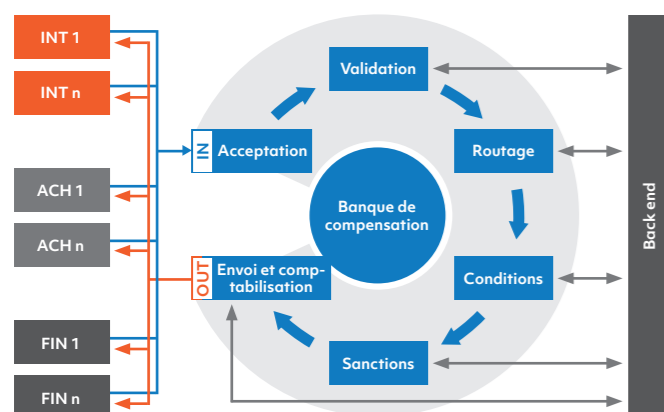 INT 1
INT n
ACH 1
ACH n
FIN 1
FIN n
IN
Acceptation
Validation
Routage
Conditions
Sanctions
OUT
Envoi et comp-
tabilisation
Banque de
compensation
Back end